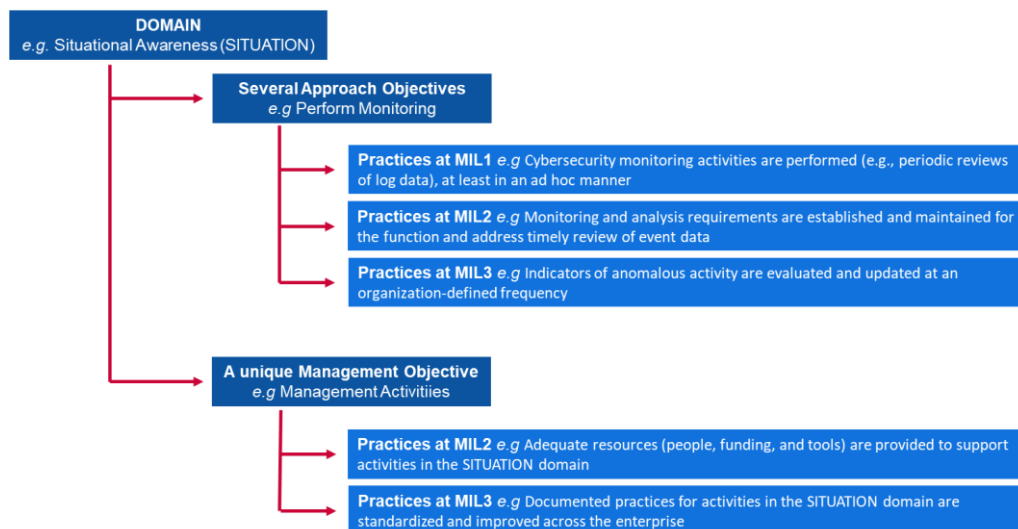 DOMAIN
e.g. Situational Awareness (SITUATION)
Several Approach Objectives
e.g Perform Monitoring
Practices at MIL1 e.g Cybersecurity monitoring activities are performed (e.g., periodic reviews
of log data), at least in an ad hoc manner
Practices at MIL2 e.g Monitoring and analysis requirements are established and maintained for
the function and address timely review of event data
Practices at MIL3 e.g Indicators of anomalous activity are evaluated and updated at an
organization-defined frequency
A unique Management Objective
e.g Management Activitiies
Practices at MIL2 e.g Adequate resources (people, funding, and tools) are provided to support
activities in the SITUATION domain
Practices at MIL3 e.g Documented practices for activities in the SITUATION domain are
standardized and improved across the enterprise